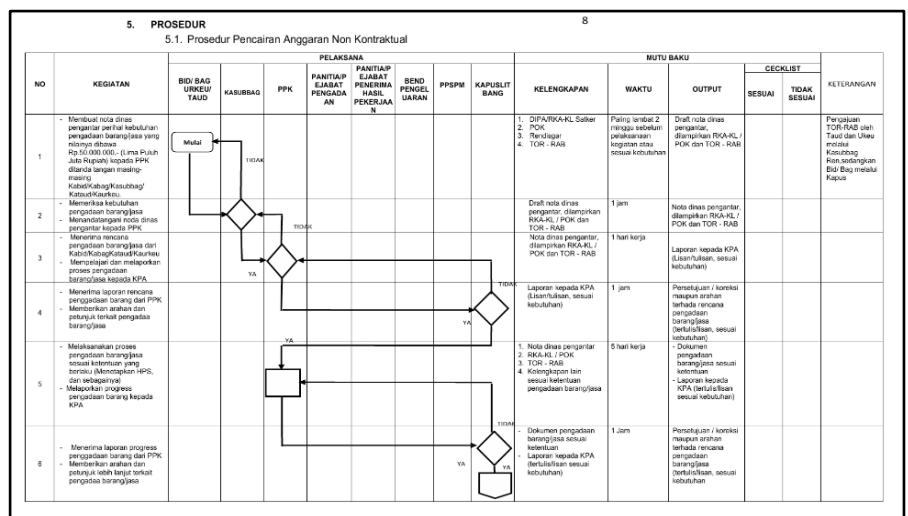 8
5. PROSEDUR
5.1. Prosedur Pencairan Anggaran Non Kontraktual
NO
KEGIATAN
PELAKSANA
BID/ BAG
URKEU/
TAUD
KASUBBAG
PPK
PANITIA/P
EJABAT
PENGADA
AN
PANITIA/P
EJABAT
PENERIMA
HASIL
PEKERJAA
N
BEND
PENGEL
UARAN
PPSPM
KAPUSLIT
BANG
MUTU BAKU
KELENGKAPAN
WAKTU
OUTPUT
CECKLIST
SESUAI
TIDAK
SESUAI
KETERANGAN
1
- Membuat nota dinas
pengantar perihal kebutuhan
pengadaan barang/jasa yang
nilainya dibawa
Rp.50.000.000,- (Lima Puluh
Juta Rupiah) kepada PPK
ditanda tangan masing-
masing
Kabid/Kabag/Kasubbag/
Kataud/Kaurkeu.
Mulai
TIDAK
1. DIPA/RKA-KL Satker
2. POK
3. Rendisgar
4. TOR - RAB
Paling lambat 2
minggu sebelum
pelaksanaan
kegiatan atau
sesuai kebutuhan
Draft nota dinas
pengantar,
dilampirkan RKA-KL /
POK dan TOR - RAB
Pengajuan
TOR-RAB oleh
Taud dan Ukeu
melalui
Kasubbag
Ren,sedangkan
Bid/ Bag melalui
Kapus
2
- Memeriksa kebutuhan
pengadaan barang/jasa
- Menandatangani noda dinas
pengantar kepada PPK
TIDAK
Draft nota dinas
pengantar, dilampirkan
RKA-KL / POK dan
TOR - RAB
1 jam
Nota dinas pengantar,
dilampirkan RKA-KL /
POK dan TOR - RAB
3
- Menerima rencana
pengadaan barang/jasa dari
Kabid/KabagKataud/Kaurkeu
- Mempelajari dan melaporkan
proses pengadaan
barang/jasa kepada KPA
YA
TIDAK
Nota dinas pengantar,
dilampirkan RKA-KL /
POK dan TOR - RAB
1 hari kerja
Laporan kepada KPA
(Lisan/tulisan, sesuai
kebutuhan)
4
- Menerima laporan rencana
penggadaan barang dari PPK
- Memberikan arahan dan
petunjuk terkait pengadaa
barang/jasa
YA
YA
Laporan kepada KPA
(Lisan/tulisan, sesuai
kebutuhan)
1 jam
Persetujuan / koreksi
maupun arahan
terhada rencana
pengadaan
barang/jasa
(tertulis/lisan, sesuai
kebutuhan)
5
- Melaksanakan proses
pengadaan barang/jasa
sesuai ketentuan yang
berlaku (Menetapkan HPS,
dan sebagainya)
- Melaporkan progress
pengadaan barang kepada
KPA
TIDAK
1. Nota dinas pengantar
2. RKA-KL / POK
3. TOR - RAB
4. Kelengkapan lain
sesuai ketentuan
pengadaan barang/jasa
5 hari kerja
- Dokumen
pengadaan
barang/jasa sesuai
ketentuan
- Laporan kepada
KPA (tertulis/lisan
sesuai kebutuhan)
6
- Menerima laporan progress
penggadaan barang dari PPK
- Memberikan arahan dan
petunjuk lebih lanjut terkait
pengadaa barang/jasa
YA
YA
- Dokumen pengadaan
barang/jasa sesuai
ketentuan
- Laporan kepada KPA
(tertulis/lisan sesuai
kebutuhan)
1 Jam
Persetujuan / koreksi
maupun arahan
terhada rencana
pengadaan
barang/jasa
(tertulis/lisan, sesuai
kebutuhan